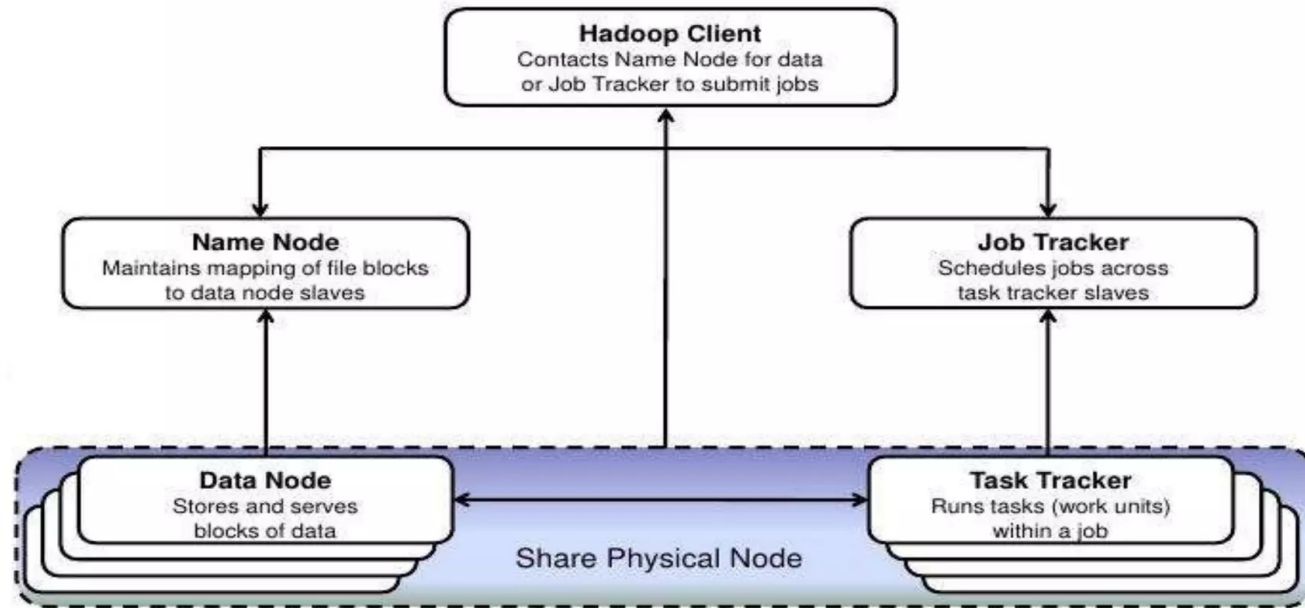 Hadoop Client
Contacts Name Node for data
or Job Tracker to submit jobs
Name Node
Maintains mapping of file blocks
to data node slaves
Job Tracker
Schedules jobs across
task tracker slaves
Data Node
Stores and serves
blocks of data
Task Tracker
Runs tasks (work units)
within a job
Share Physical Node